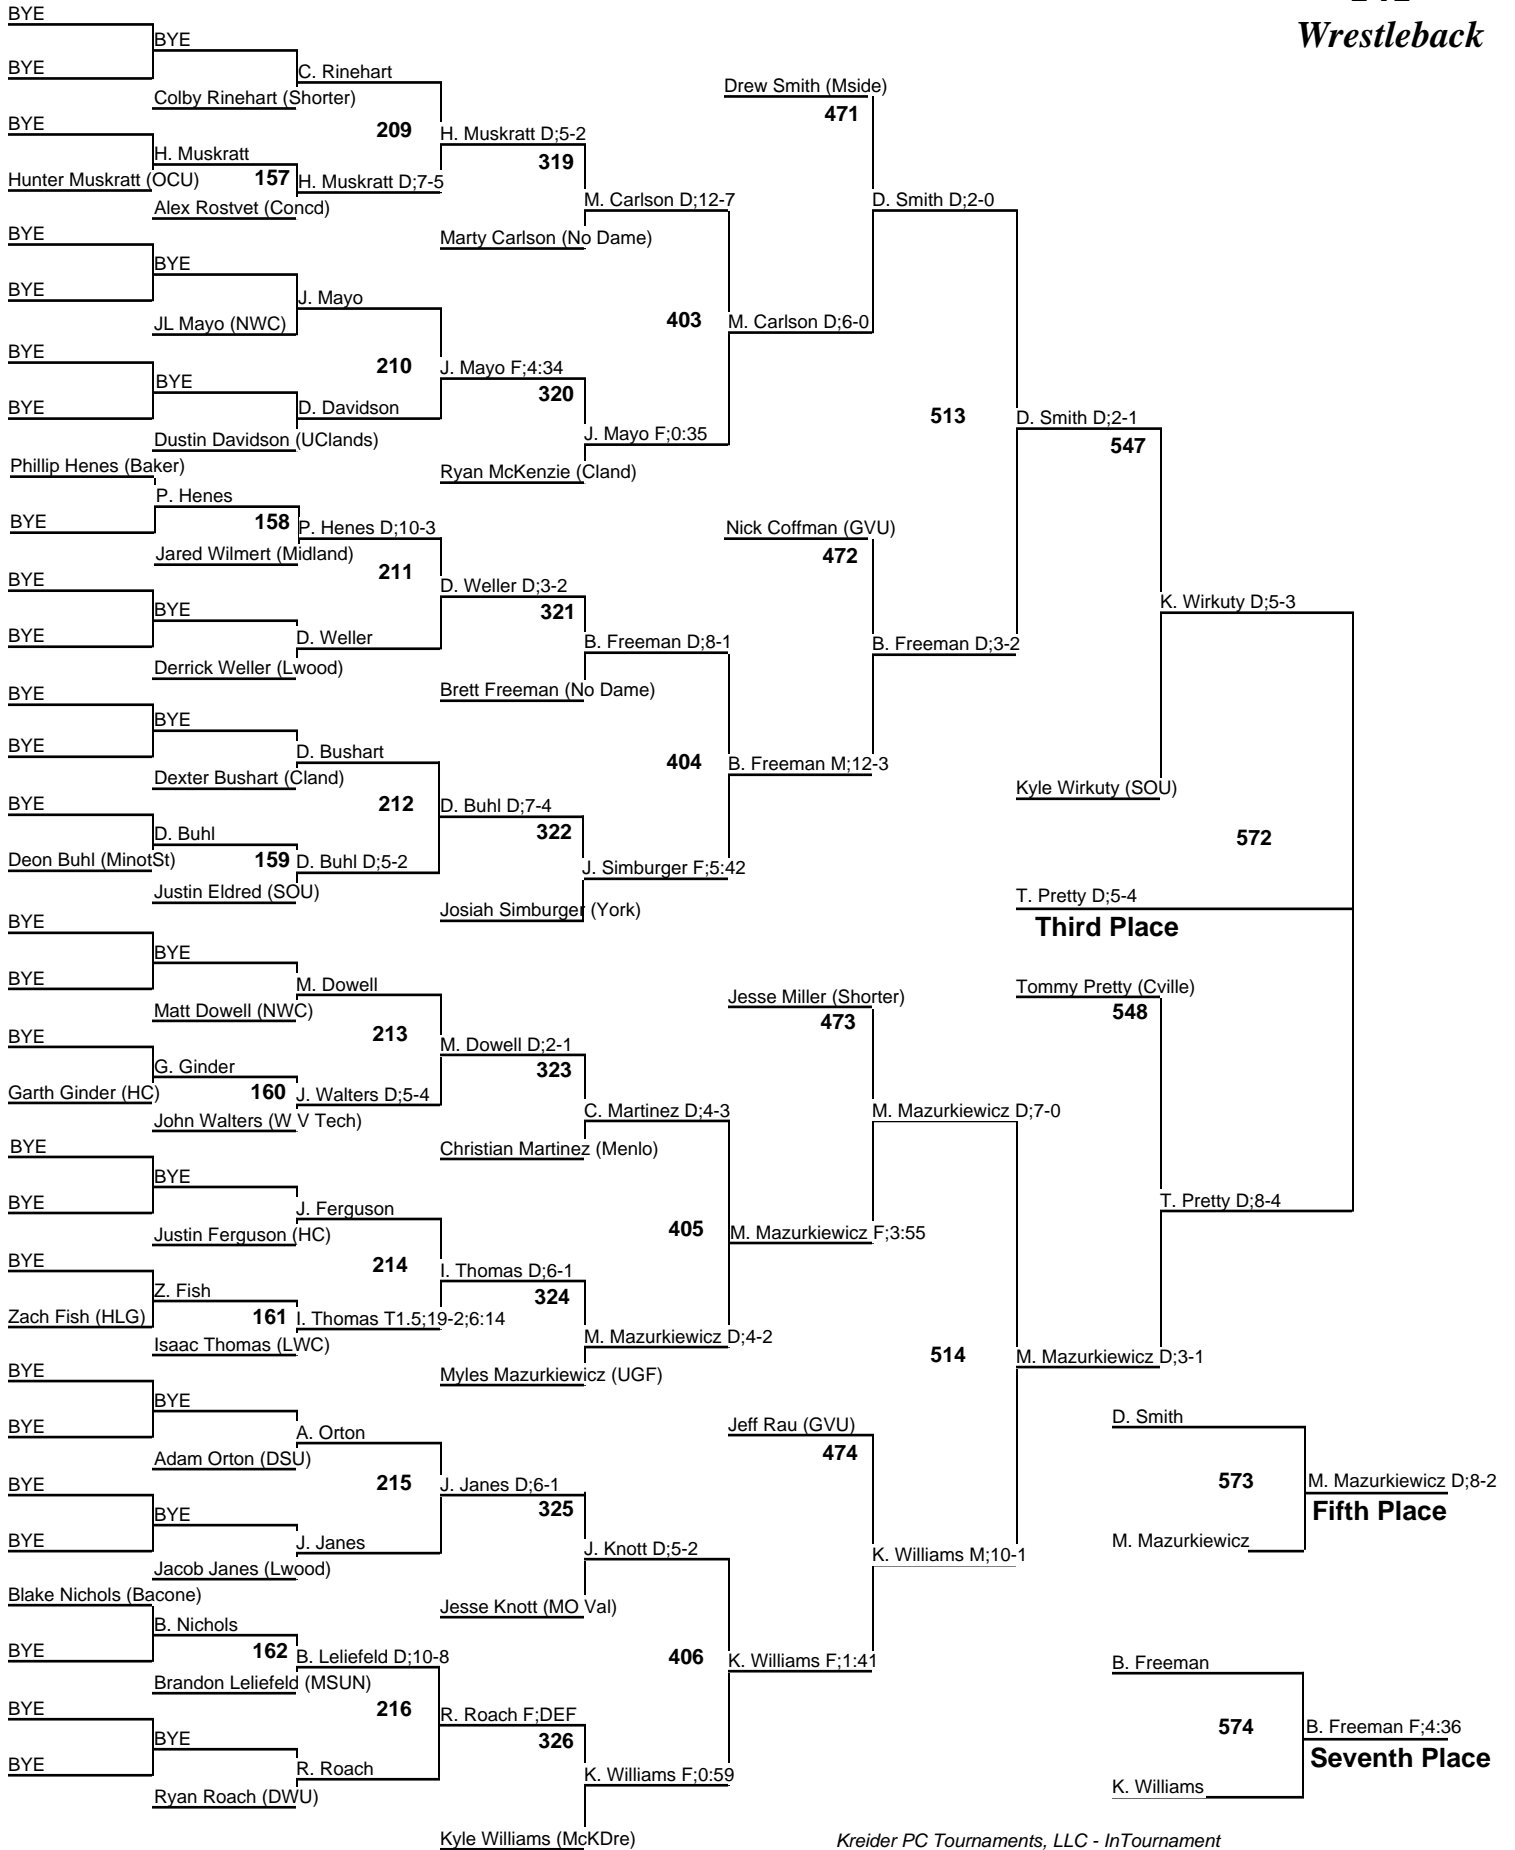 Wrestleback
BYE
BYE
BYE
C. Rinehart
BYE
Drew Smith (Mside)
Colby Rinehart (Shorter)
471
BYE
209
H. Muskratt D;5-2
H. Muskratt
319
Hunter Muskratt (OCU)
157
H. Muskratt D;7-5
M. Carlson D;12-7
D. Smith D;2-0
Alex Rostvet (Concd)
BYE
Marty Carlson (No Dame)
BYE
BYE
J. Mayo
JL Mayo (NWC)
403
M. Carlson D;6-0
BYE
210
J. Mayo F;4:34
BYE
320
BYE
D. Davidson
513
D. Smith D;2-1
Dustin Davidson (UClands)
J. Mayo F;0:35
547
Phillip Henes (Baker)
Ryan McKenzie (Cland)
P. Henes
BYE
158
P. Henes D;10-3
Nick Coffman (GVU)
Jared Wilmert (Midland)
472
211
BYE
D. Weller D;3-2
BYE
321
K. Wirkuty D;5-3
BYE
D. Weller
B. Freeman D;8-1
B. Freeman D;3-2
Derrick Weller (Lwood)
BYE
Brett Freeman (No Dame)
BYE
BYE
D. Bushart
404
B. Freeman M;12-3
Dexter Bushart (Cland)
Kyle Wirkuty (SOU)
BYE
212
D. Buhl D;7-4
D. Buhl
322
572
Deon Buhl (MinotSt)
159
D. Buhl D;5-2
J. Simburger F;5:42
Justin Eldred (SOU)
T. Pretty D;5-4
Josiah Simburger (York)
BYE
Third Place
BYE
BYE
M. Dowell
Tommy Pretty (Cville)
Jesse Miller (Shorter)
Matt Dowell (NWC)
548
473
BYE
213
M. Dowell D;2-1
G. Ginder
323
Garth Ginder (HC)
160
J. Walters D;5-4
C. Martinez D;4-3
M. Mazurkiewicz D;7-0
John Walters (W V Tech)
BYE
Christian Martinez (Menlo)
BYE
BYE
J. Ferguson
T. Pretty D;8-4
Justin Ferguson (HC)
405
M. Mazurkiewicz F;3:55
BYE
214
I. Thomas D;6-1
Z. Fish
324
Zach Fish (HLG)
161
I. Thomas T1.5;19-2;6:14
M. Mazurkiewicz D;4-2
Isaac Thomas (LWC)
514
M. Mazurkiewicz D;3-1
BYE
Myles Mazurkiewicz (UGF)
BYE
BYE
A. Orton
Jeff Rau (GVU)
D. Smith
Adam Orton (DSU)
474
BYE
215
J. Janes D;6-1
573
M. Mazurkiewicz D;8-2
BYE
325
Fifth Place
BYE
J. Janes
J. Knott D;5-2
K. Williams M;10-1
M. Mazurkiewicz
Jacob Janes (Lwood)
Blake Nichols (Bacone)
Jesse Knott (MO Val)
B. Nichols
BYE
162
B. Leliefeld D;10-8
406
K. Williams F;1:41
B. Freeman
Brandon Leliefeld (MSUN)
BYE
216
R. Roach F;DEF
574
B. Freeman F;4:36
BYE
326
Seventh Place
BYE
R. Roach
K. Williams F;0:59
K. Williams
Ryan Roach (DWU)
Kyle Williams (McKDre)
Kreider PC Tournaments, LLC - InTournament